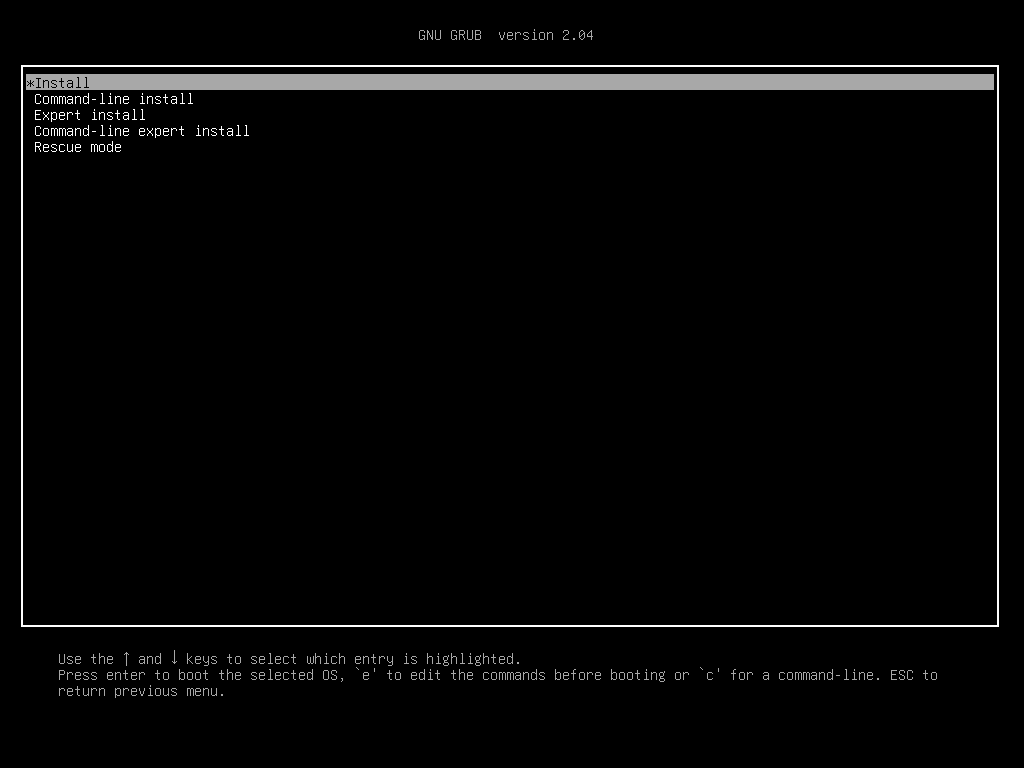 GNU GRUB  version 2.04
*Install
Command-line install
Expert install
Command-line expert install
Rescue mode
Use the ↑ and ↓ keys to select which entry is highlighted.
Press enter to boot the selected OS, `e' to edit the commands before booting or `c' for a command-line. ESC to
return previous menu.